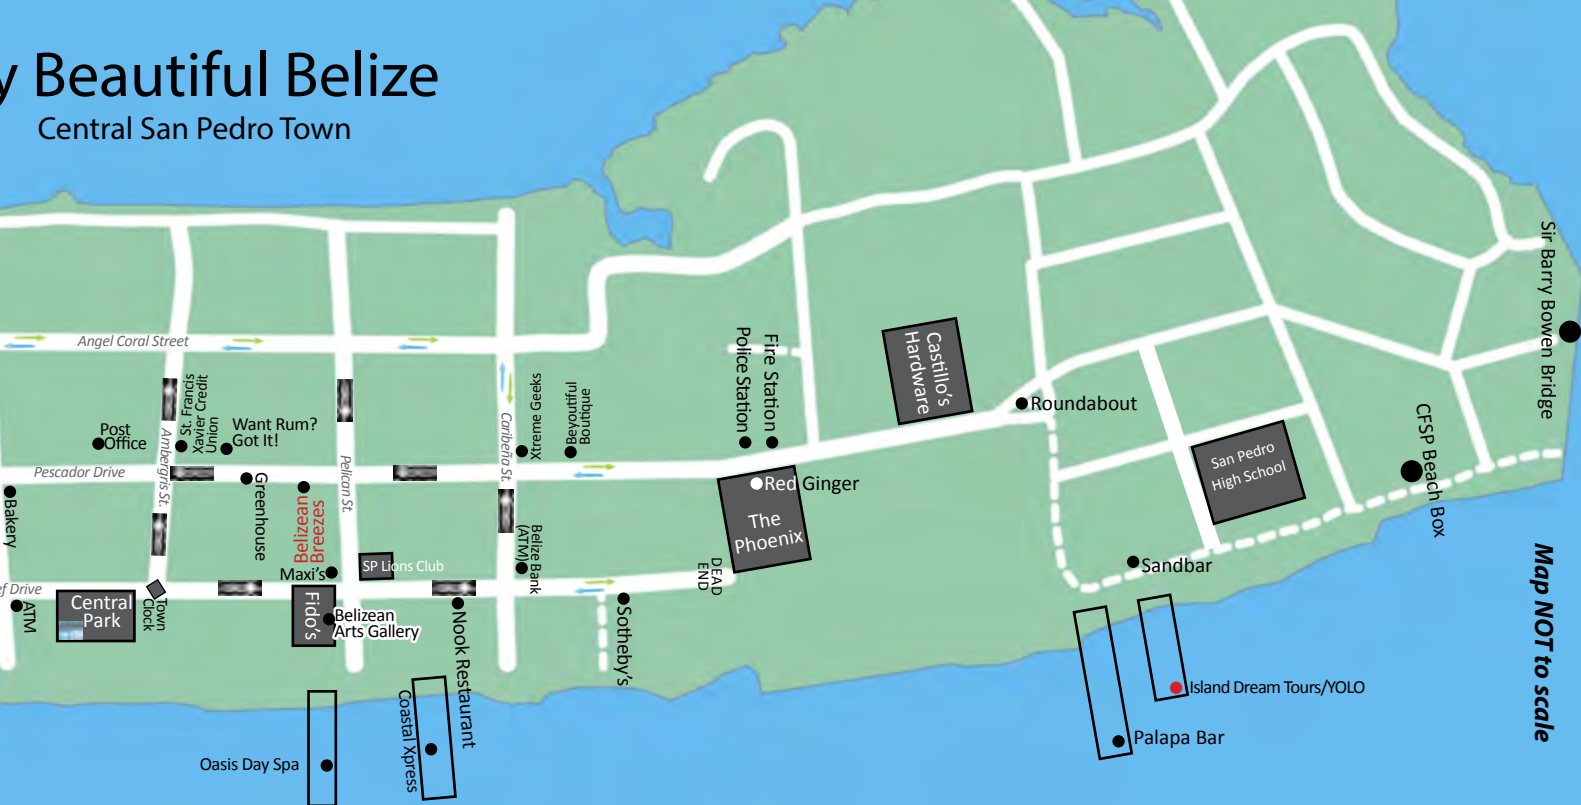 y Beautiful Belize
Central San Pedro Town
Angel Coral Street
Post
Office
St. Francis
Xavier Credit
Union
Want Rum?
Got It!
Pescador Drive
Ambergris St.
Pelican St.
Caribeña St.
Xtreme Geeks
Beyoutiful
Boutique
Police Station
Fire Station
Castillo's
Hardware
Roundabout
Sir Barry Bowen Bridge
CFSP Beach Box
San Pedro
High School
Bakery
Greenhouse
Belizean
Breezes
Red Ginger
The
Phoenix
SP Lions Club
Maxi's
Belize Bank
(ATM)
DEAD
END
Sandbar
ef Drive
ATM
Central
Park
Town
Clock
Fido's
Belizean
Arts Gallery
Nook Restaurant
Sotheby's
Coastal Xpress
Oasis Day Spa
Island Dream Tours/YOLO
Palapa Bar
Map NOT to scale